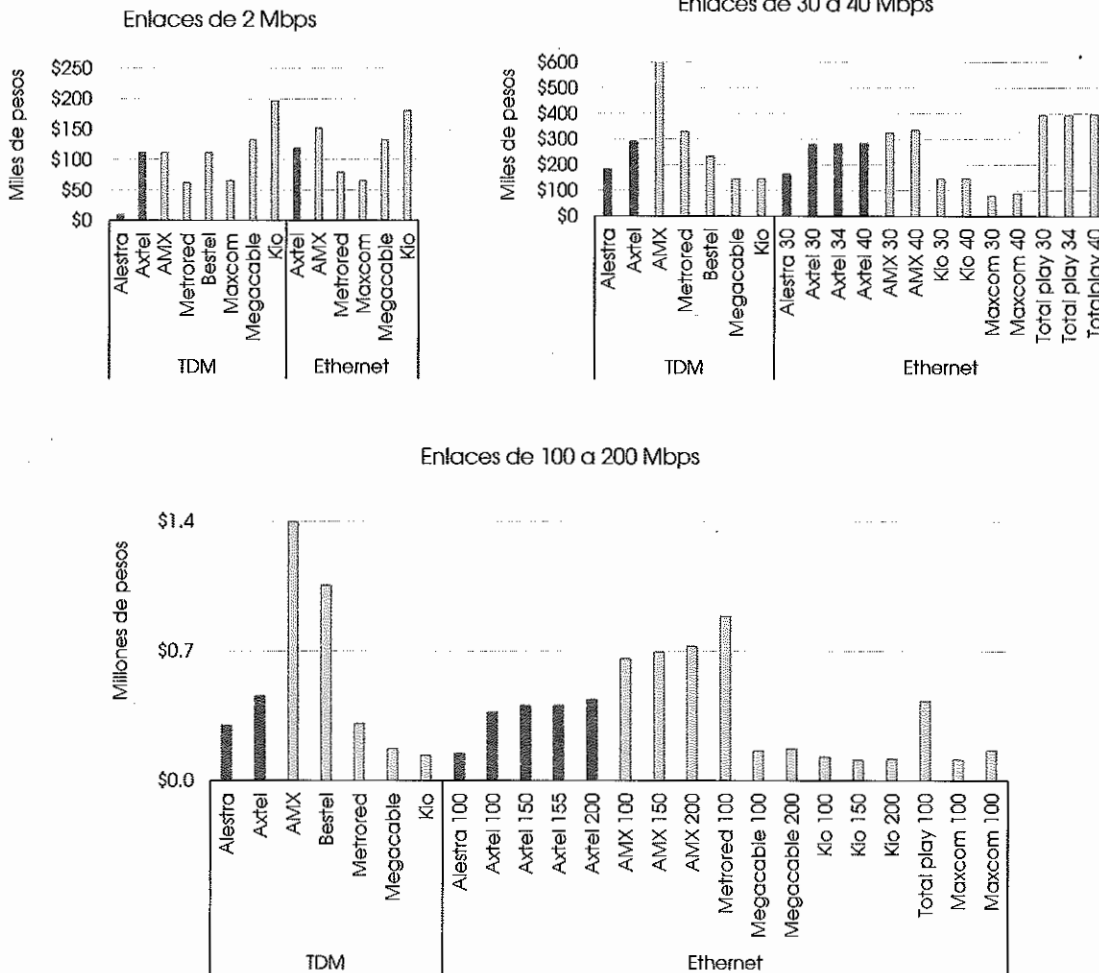 Enlaces de 2 Mbps
Miles de pesos
$250
$200
$150
$100
$50
$0
Alestra
Axtel
AMX
Metrored
Bestel
Maxcom
Megacable
Kio
Axtel
AMX
Metrored
Maxcom
Megacable
Kio
TDM
Ethernet
Enlaces de 30 a 40 Mbps
Miles de pesos
$600
$500
$400
$300
$200
$100
$0
Alestra
Axtel
AMX
Metrored
Bestel
Megacable
Kio
Alestra 30
Axtel 30
Axtel 34
Axtel 40
AMX 30
AMX 40
Kio 30
Kio 40
Maxcom 30
Maxcom 40
Total play 30
Total play 34
Totalplay 40
TDM
Ethernet
Enlaces de 100 a 200 Mbps
Millones de pesos
$1.4
$0.7
$0.0
Alestra
Axtel
AMX
Bestel
Metrored
Megacable
Kio
Alestra 100
Axtel 100
Axtel 150
Axtel 155
Axtel 200
AMX 100
AMX 150
AMX 200
Metrored 100
Megacable 100
Megacable 200
Kio 100
Kio 150
Kio 200
Total play 100
Maxcom 100
Maxcom 100
TDM
Ethernet